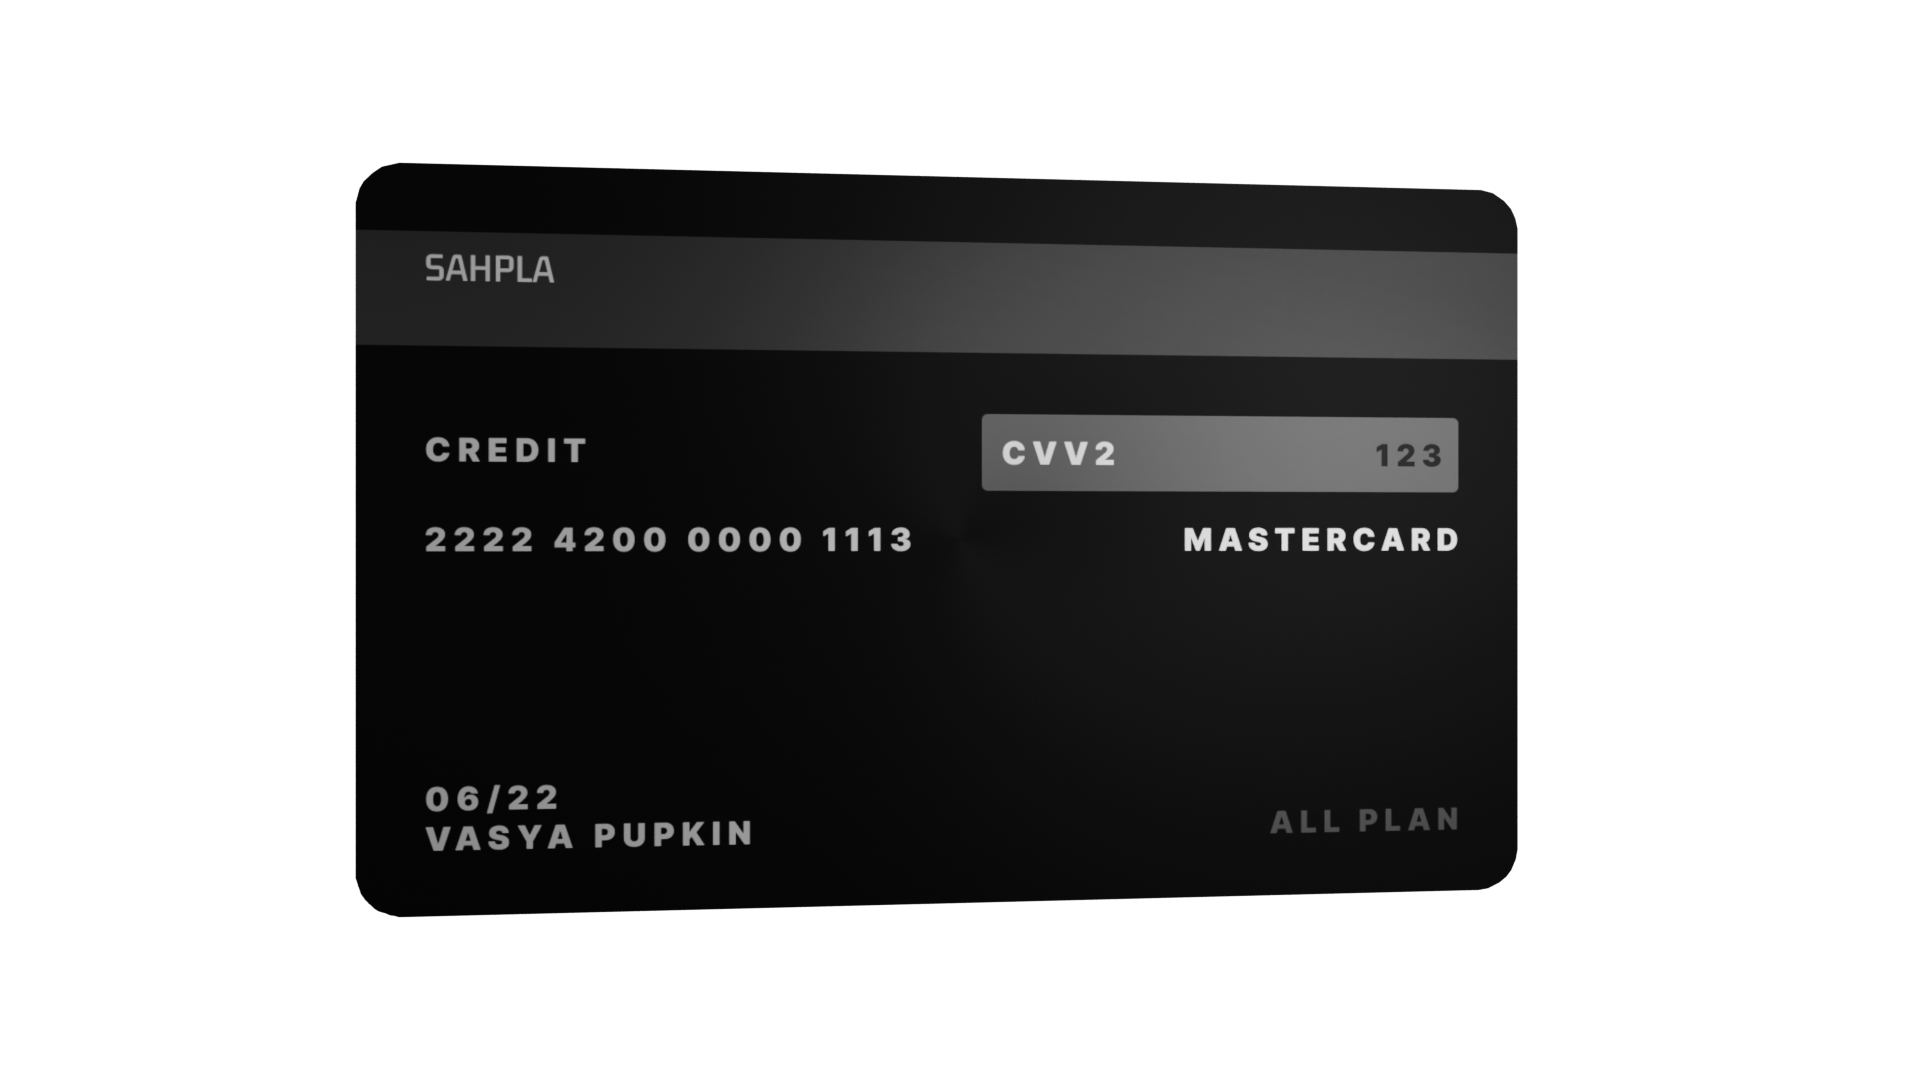 SAHPLA
CREDIT
CVV2 123
2222 4200 0000 1113
MASTERCARD
06/22
VASYA PUPKIN
ALL PLAN